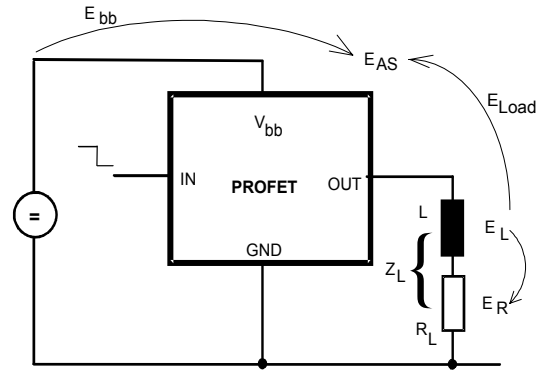 E bb
E AS
E Load
V bb
IN
PROFET
OUT
=
GND
L
E L
Z L
{
R L
E R